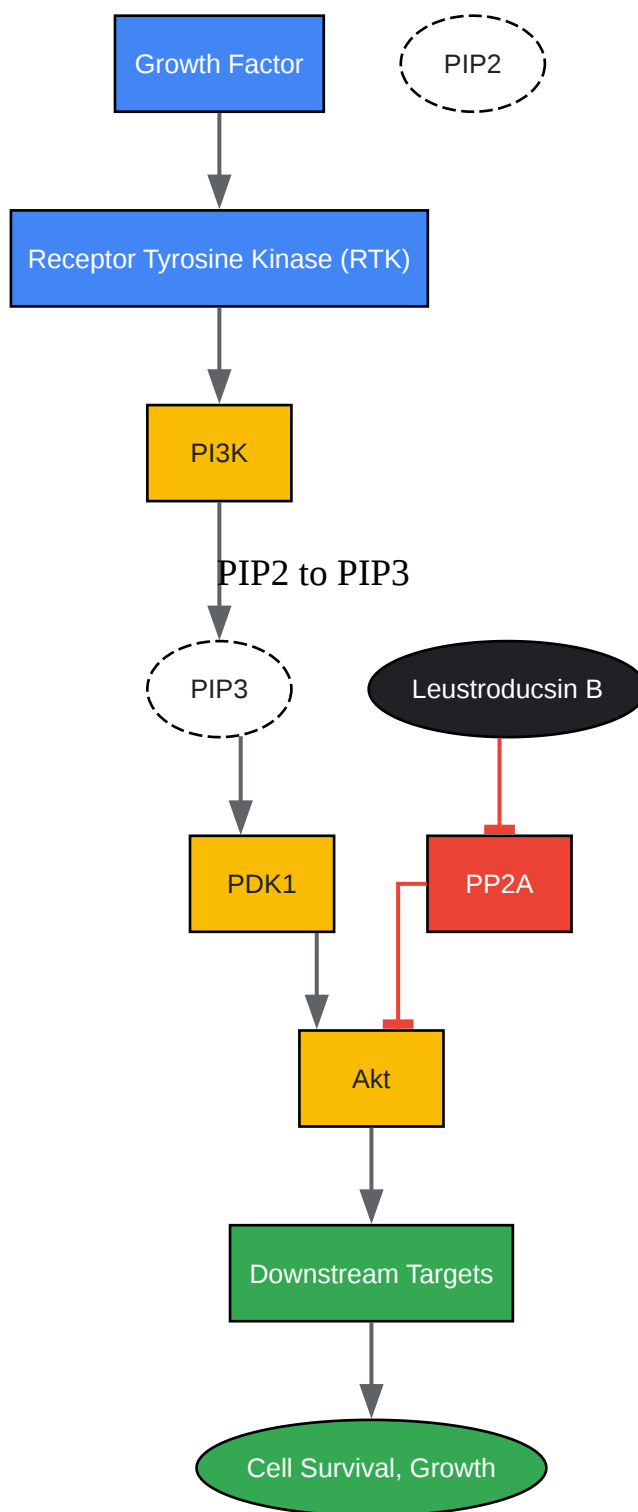 Growth Factor
PIP2
Receptor Tyrosine Kinase (RTK)
PI3K
PIP2 to PIP3
PIP3
Leustroducsin B
PDK1
PP2A
Akt
Downstream Targets
Cell Survival, Growth